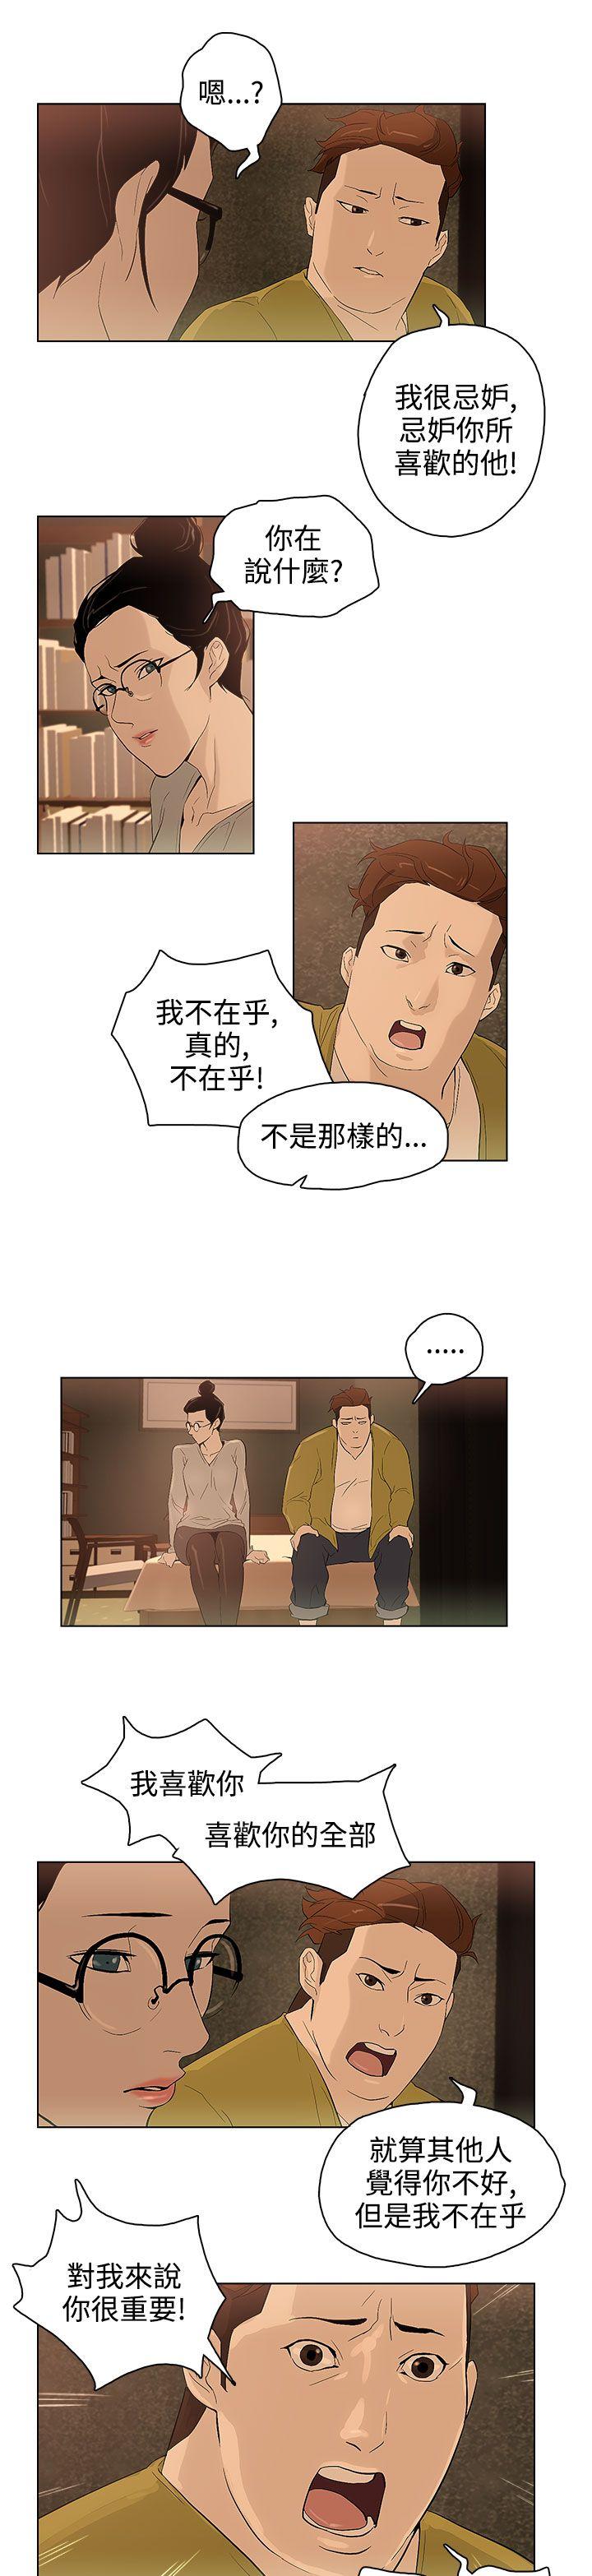 嗯...?
我很忌妒,
忌妒你所
喜歡的他!
你在
說什麼?
我不在乎,
真的,
不在乎!
不是那樣的...
.....
我喜歡你
喜歡你的全部
就算其他人
覺得你不好,
但是我不在乎
對我來說
你很重要!